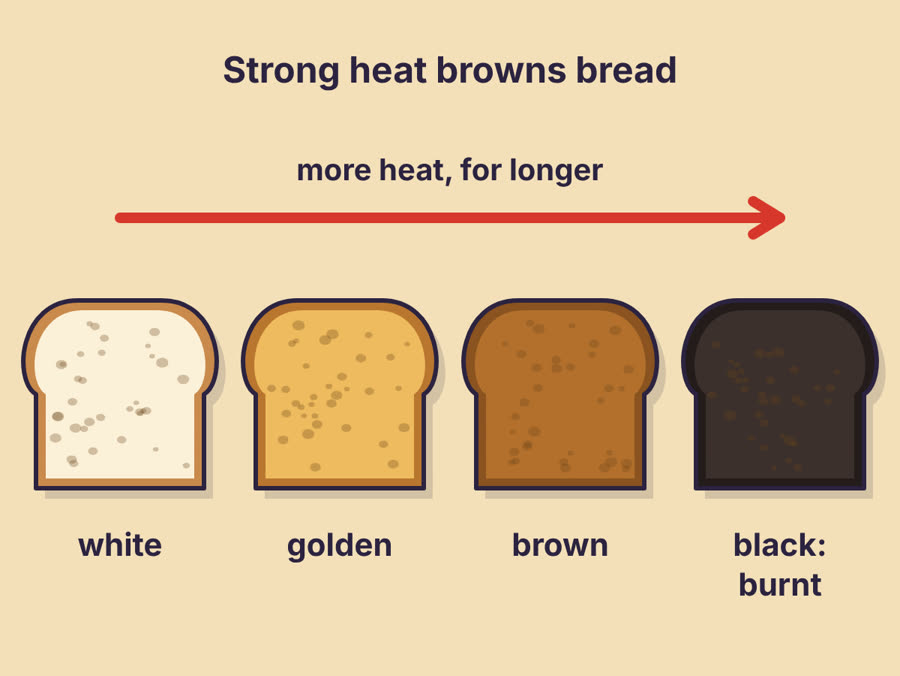 Strong heat browns bread
more heat, for longer
white
golden
brown
black:
burnt